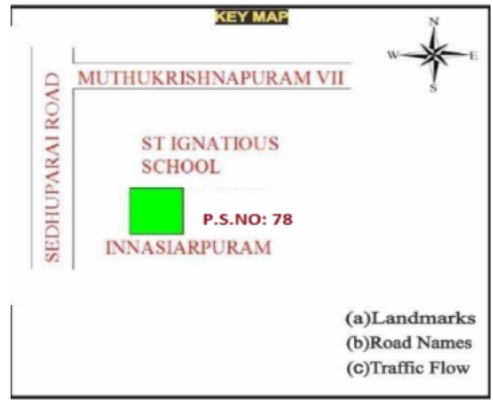 KEY MAP
N
W
E
S
MUTHUKRISHNAPURAM VII
SEDHUPARAI ROAD
ST IGNATIOUS
SCHOOL
P.S.NO: 78
INNASIARPURAM
(a)Landmarks
(b)Road Names
(c)Traffic Flow